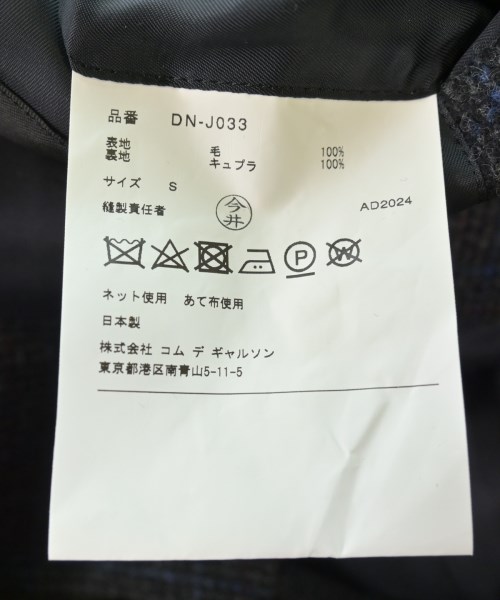 品番 DN-J033
表地 毛 100%
裏地 キュプラ 100%
サイズ S
縫製責任者 今井 AD2024
P W
ネット使用 あて布使用
日本製
株式会社 コム デ ギャルソン
東京都港区南青山5-11-5